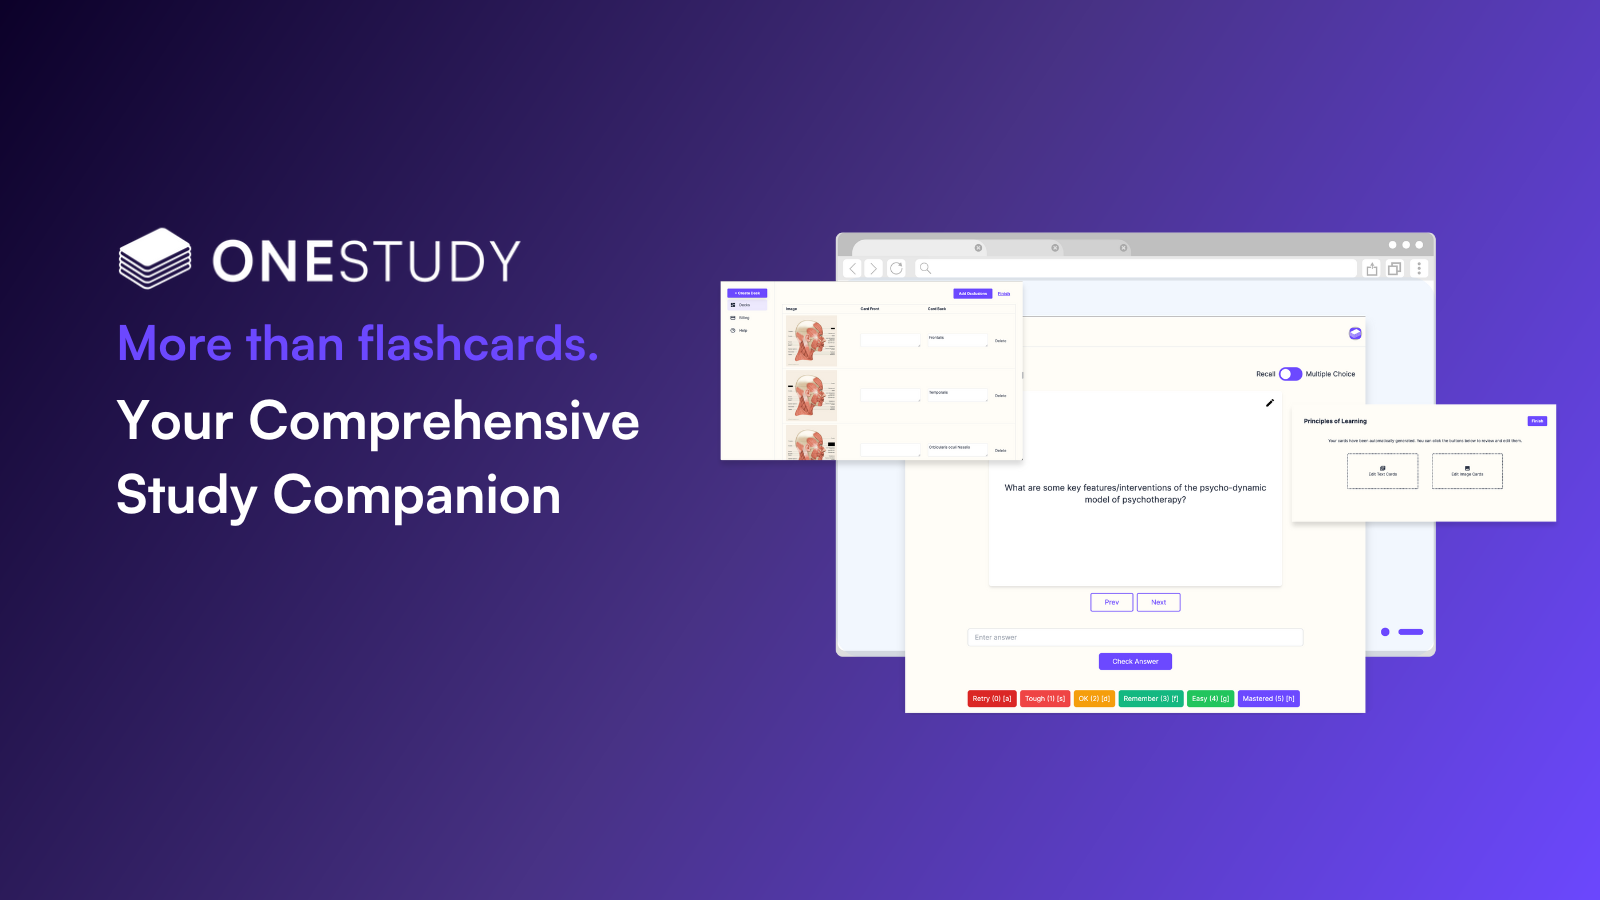 ONESTUDY
More than flashcards.
Your Comprehensive
Study Companion
+ Create Deck
Decks
Billing
Help
Add Occlusions
Finish
Image
Card Front
Card Back
Frontalis
Delete
Temporalis
Delete
Delete
Recall
Multiple Choice
What are some key features/interventions of the psycho-dynamic
model of psychotherapy?
Prev
Next
Enter answer
Check Answer
Retry (0) [a]
Tough (1) [s]
OK (2) [d]
Remember (3) [f]
Easy (4) [g]
Mastered (5) [h]
Principles of Learning
Finish
Your cards have been automatically generated. You can click the buttons below to review and edit them.
Edit Text Cards
Edit Image Cards